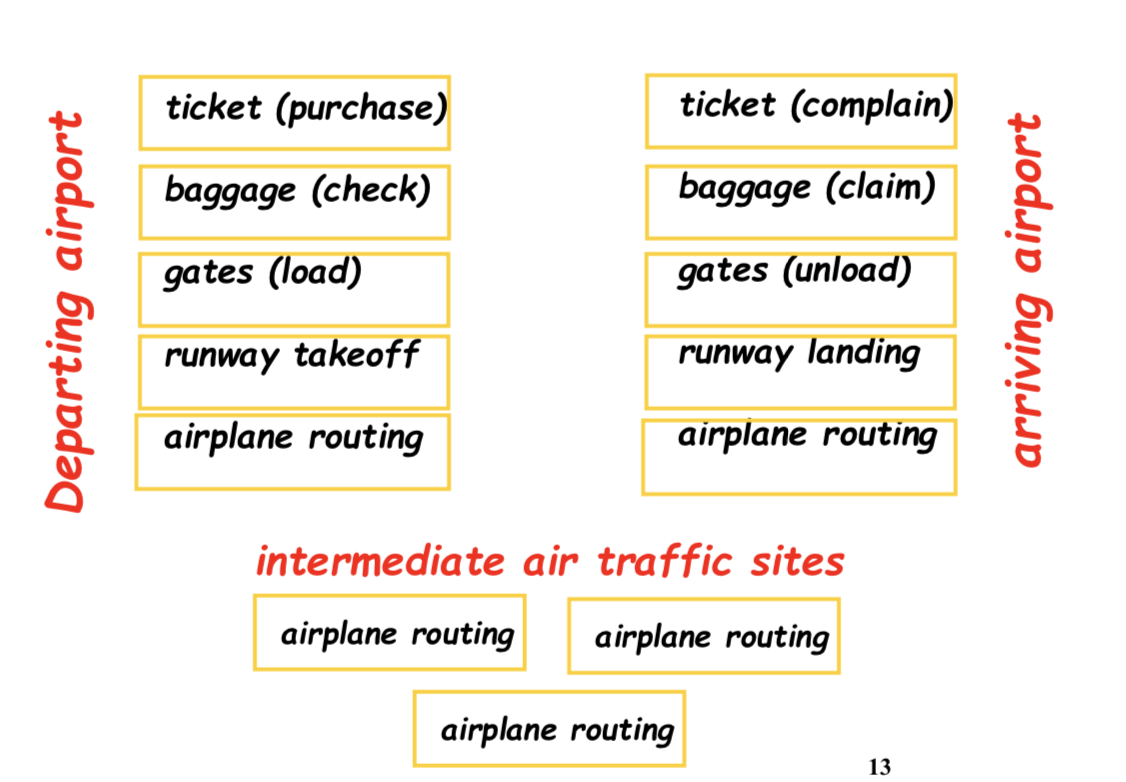 Departing airport
ticket (purchase)
baggage (check)
gates (load)
runway takeoff
airplane routing
ticket (complain)
baggage (claim)
gates (unload)
runway landing
airplane routing
arriving airport
intermediate air traffic sites
airplane routing
airplane routing
airplane routing
13